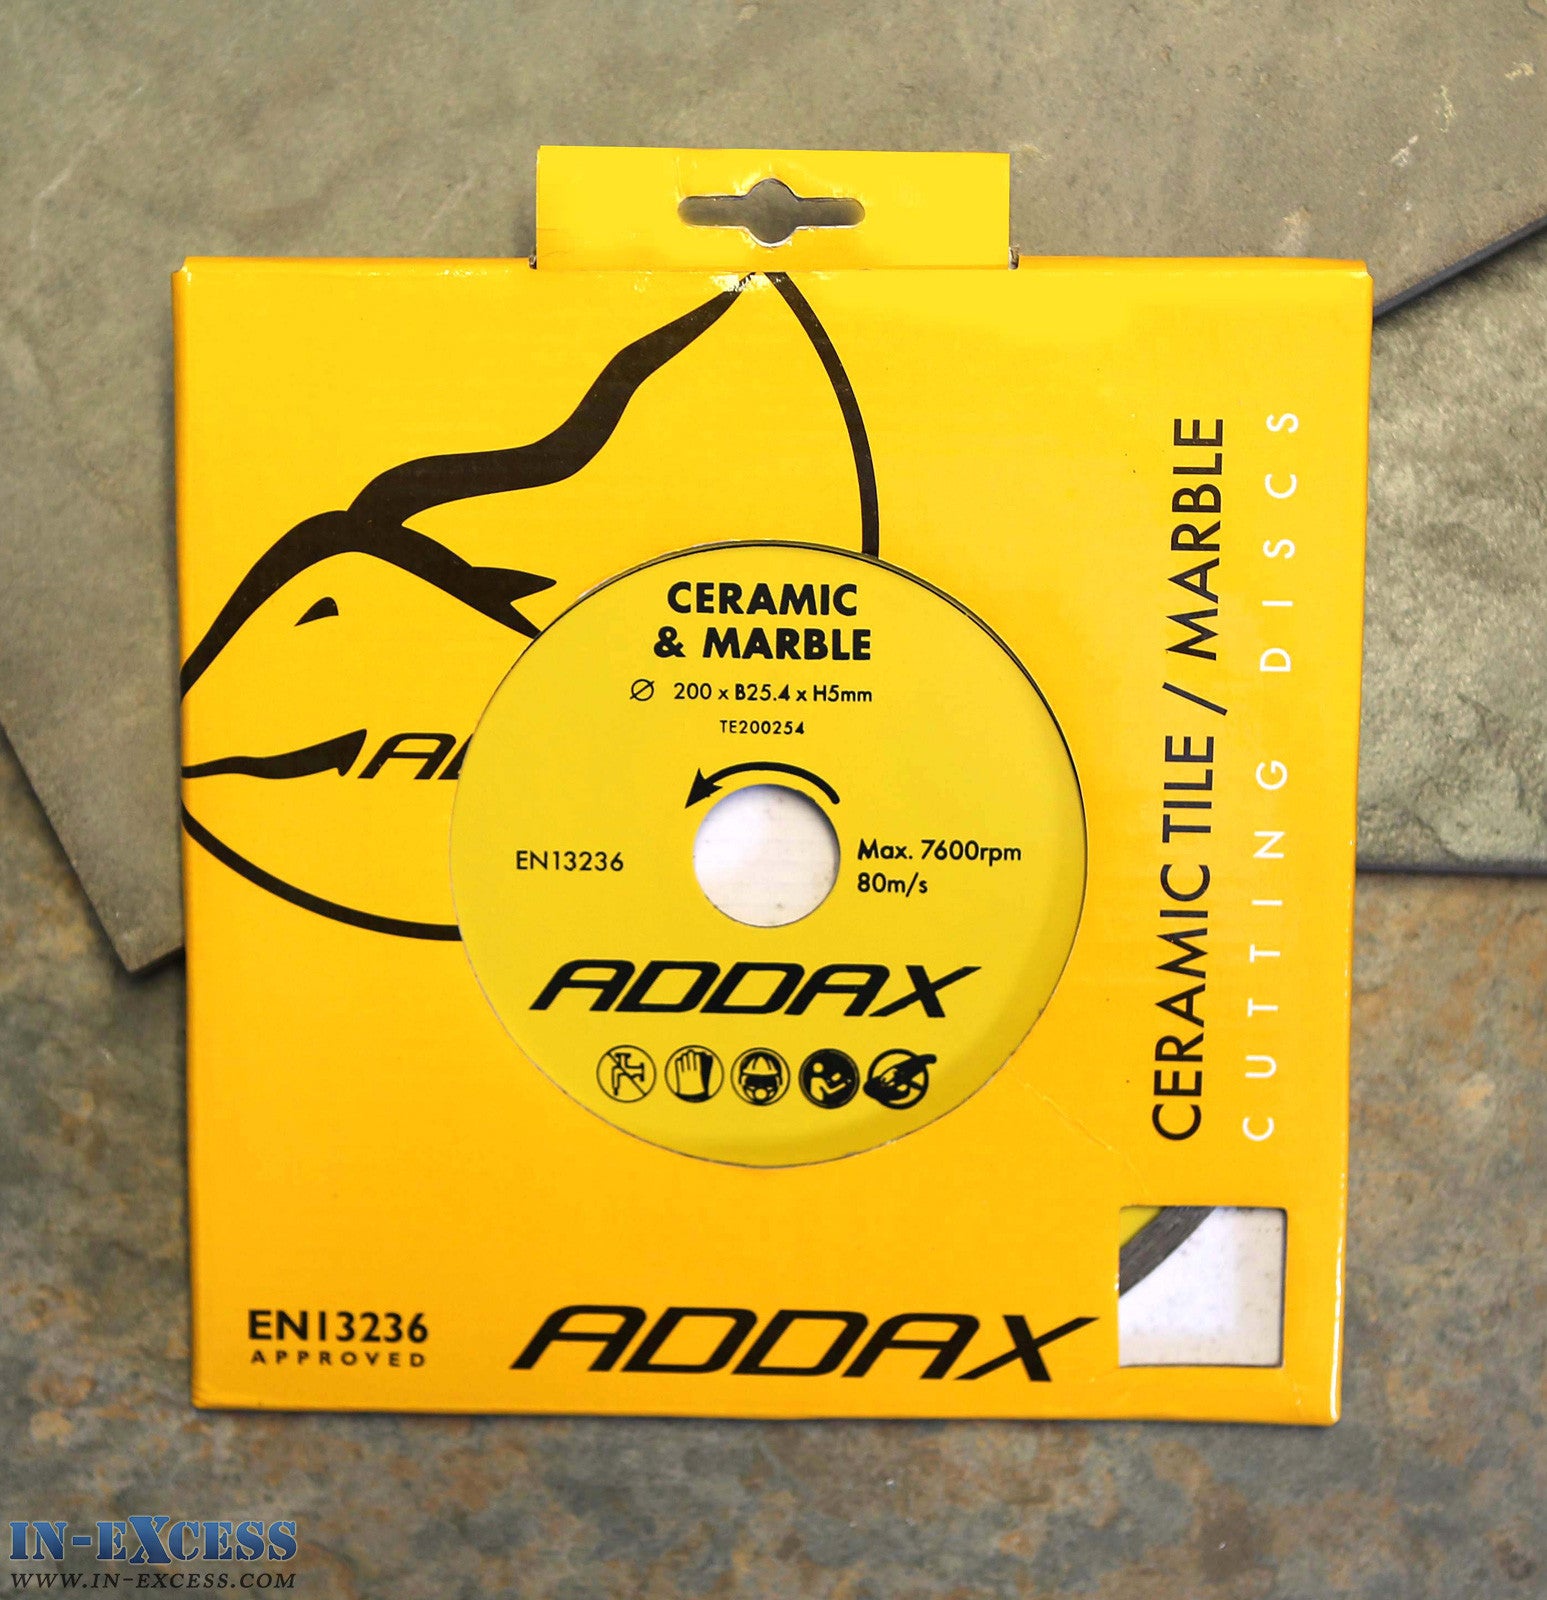 CERAMIC
& MARBLE
Ø 200 x B25.4 x H5mm
TE200254
EN13236
Max. 7600rpm
80m/s
ADDAX
CERAMIC TILE / MARBLE
CUTTING DISCS
EN13236
APPROVED
ADDAX
IN-EXCESS
WWW.IN-EXCESS.COM